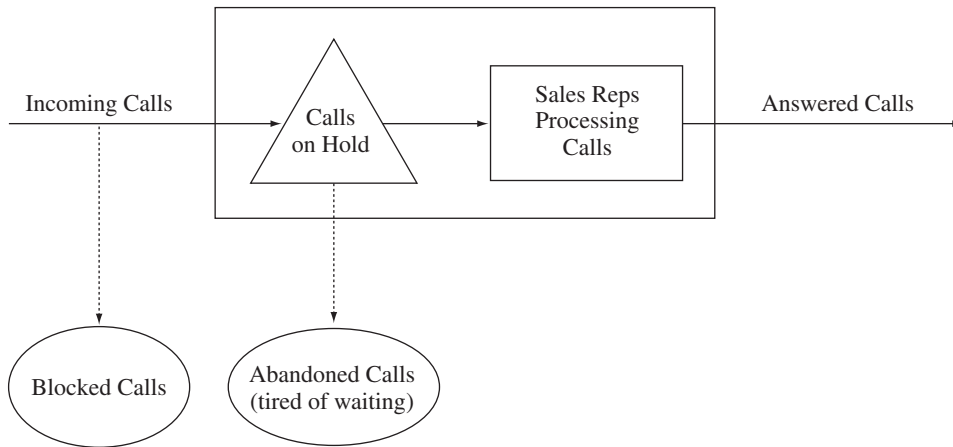 Incoming Calls
Calls
on Hold
Sales Reps
Processing
Calls
Answered Calls
Blocked Calls
Abandoned Calls
(tired of waiting)